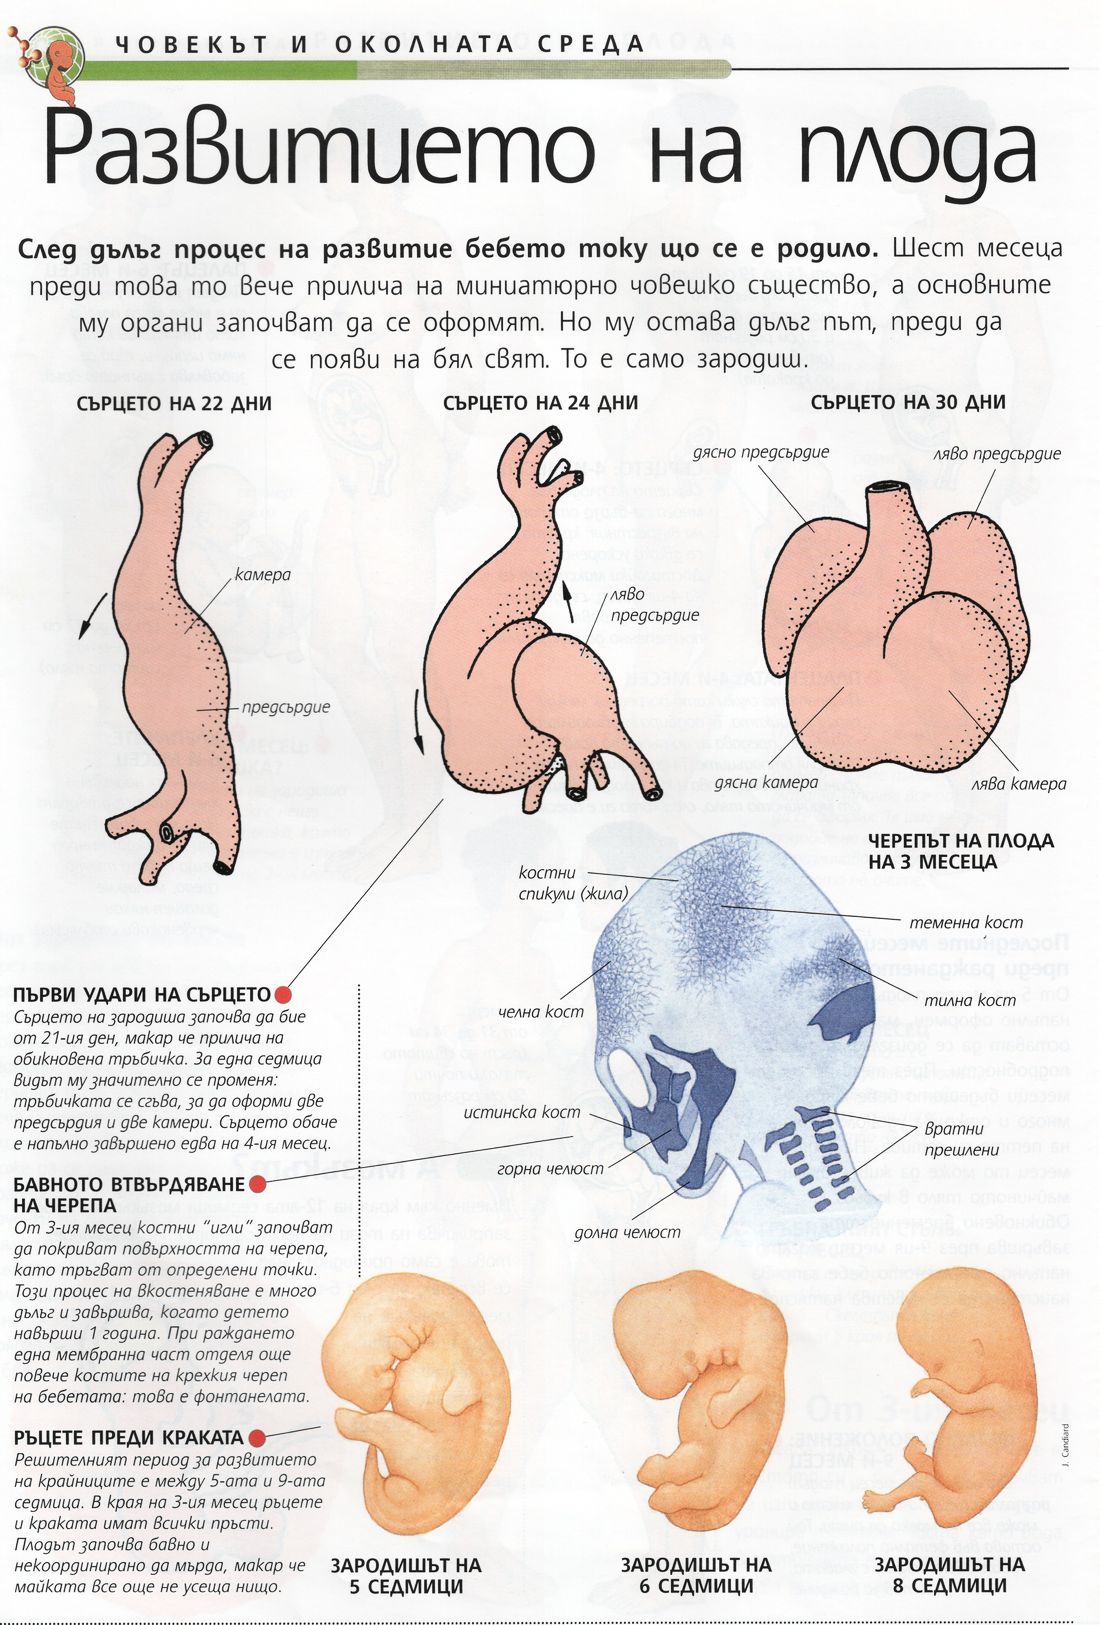 ЧОВЕКЪТ И ОКОЛНАТА СРЕДА
Развитието на плода
След дълъг процес на развитие бебето току що се е родило. Шест месеца
преди това то вече прилича на миниатюрно човешко същество, а основните
му органи започват да се оформят. Но му остава дълъг път, преди да
се появи на бял свят. То е само зародиш.
СЪРЦЕТО НА 22 ДНИ
камера
предсърдие
СЪРЦЕТО НА 24 ДНИ
ляво
предсърдие
СЪРЦЕТО НА 30 ДНИ
дясно предсърдие
ляво предсърдие
дясна камера
лява камера
ЧЕРЕПЪТ НА ПЛОДА
НА 3 МЕСЕЦА
костни
спикули (жила)
теменна кост
челна кост
тилна кост
истинска кост
вратни
прешлени
горна челюст
долна челюст
ПЪРВИ УДАРИ НА СЪРЦЕТО
Сърцето на зародиша започва да бие
от 21-ия ден, макар че прилича на
обикновена тръбичка. За една седмица
видът му значително се променя:
тръбичката се сгъва, за да оформи две
предсърдия и две камери. Сърцето обаче
е напълно завършено едва на 4-ия месец.
БАВНОТО ВТВЪРДЯВАНЕ
НА ЧЕРЕПА
От 3-ия месец костни “игли” започват
да покриват повърхността на черепа,
като тръгват от определени точки.
Този процес на вкостеняване е много
дълъг и завършва, когато детето
навърши 1 година. При раждането
една мембранна част отделя още
повече костите на крехкия череп
на бебетата: това е фонтанелата.
РЪЦЕТЕ ПРЕДИ КРАКАТА
Решителният период за развитието
на крайниците е между 5-ата и 9-ата
седмица. В края на 3-ия месец ръцете
и краката имат всички пръсти.
Плодът започва бавно и
некоординирано да мърда, макар че
майката все още не усеща нищо.
ЗАРОДИШЪТ НА
5 СЕДМИЦИ
ЗАРОДИШЪТ НА
6 СЕДМИЦИ
ЗАРОДИШЪТ НА
8 СЕДМИЦИ
J. Candiard